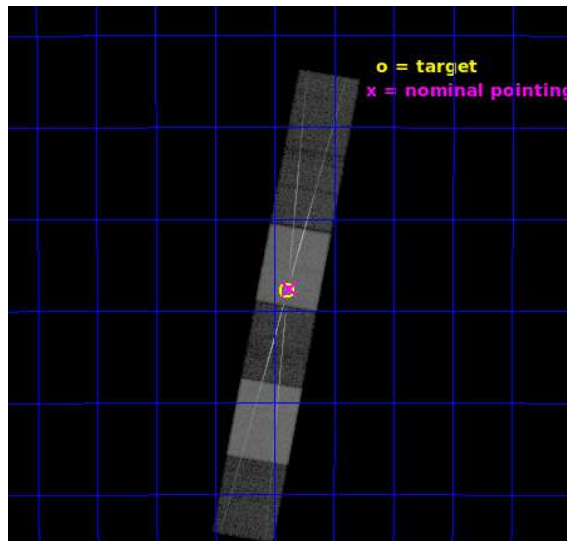 o = target
x = nominal pointing